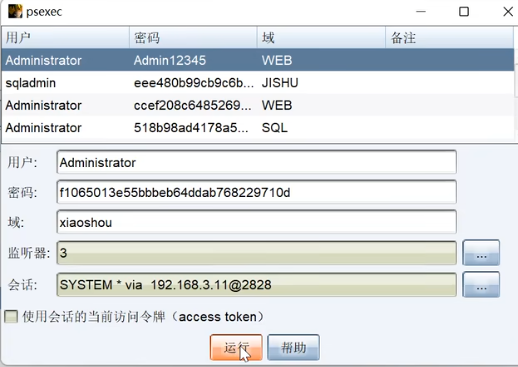 psexec
用户 密码 域 备注
Administrator Admin12345 WEB
sqladmin eee480b99cb9c6b... JISHU
Administrator ccef208c6485269... WEB
Administrator 518b98ad4178a5... SQL
用户: Administrator
密码: f1065013e55bbbeb64ddab768229710d
域: xiaoshou
监听器: 3 ...
会话: SYSTEM * via 192.168.3.11@2828 ...
使用会话的当前访问令牌（access token）
运行 帮助